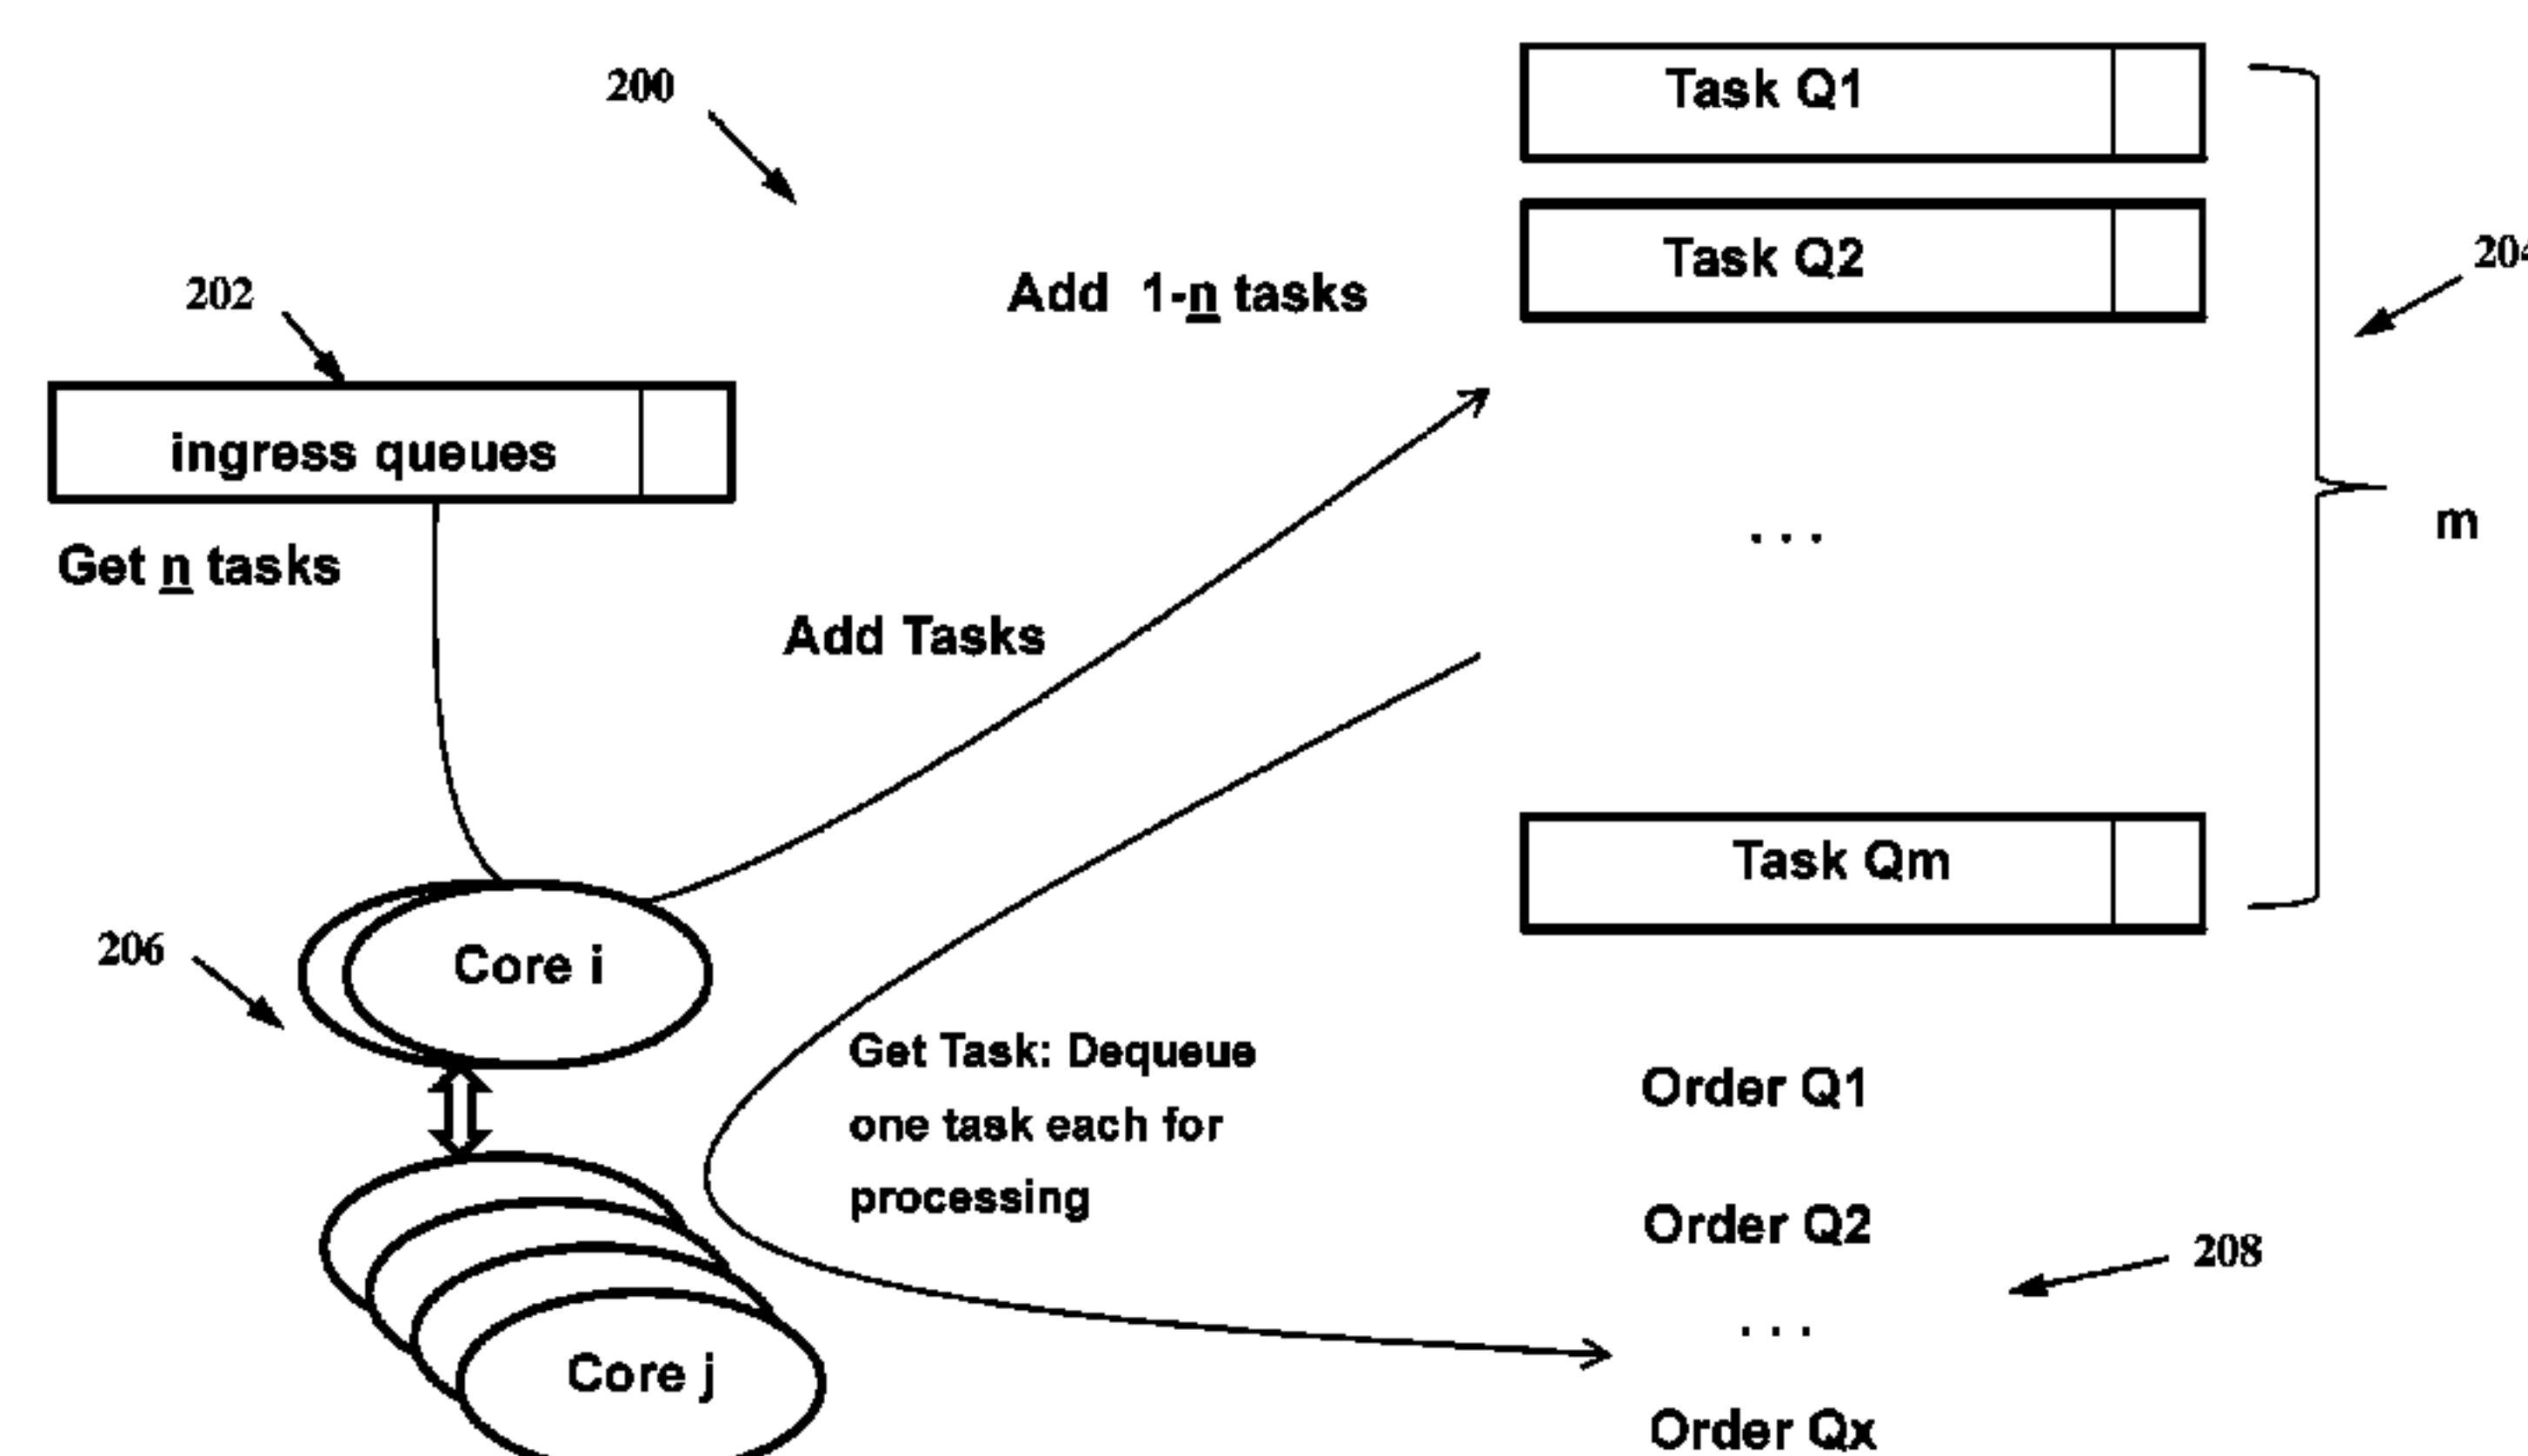 200
Task Q1
Task Q2
204
202
Add 1-n tasks
ingress queues
Get n tasks
. . .
m
Add Tasks
Task Qm
206
Core i
Get Task: Dequeue
one task each for
processing
Order Q1
Order Q2
208
. . .
Core j
Order Qx